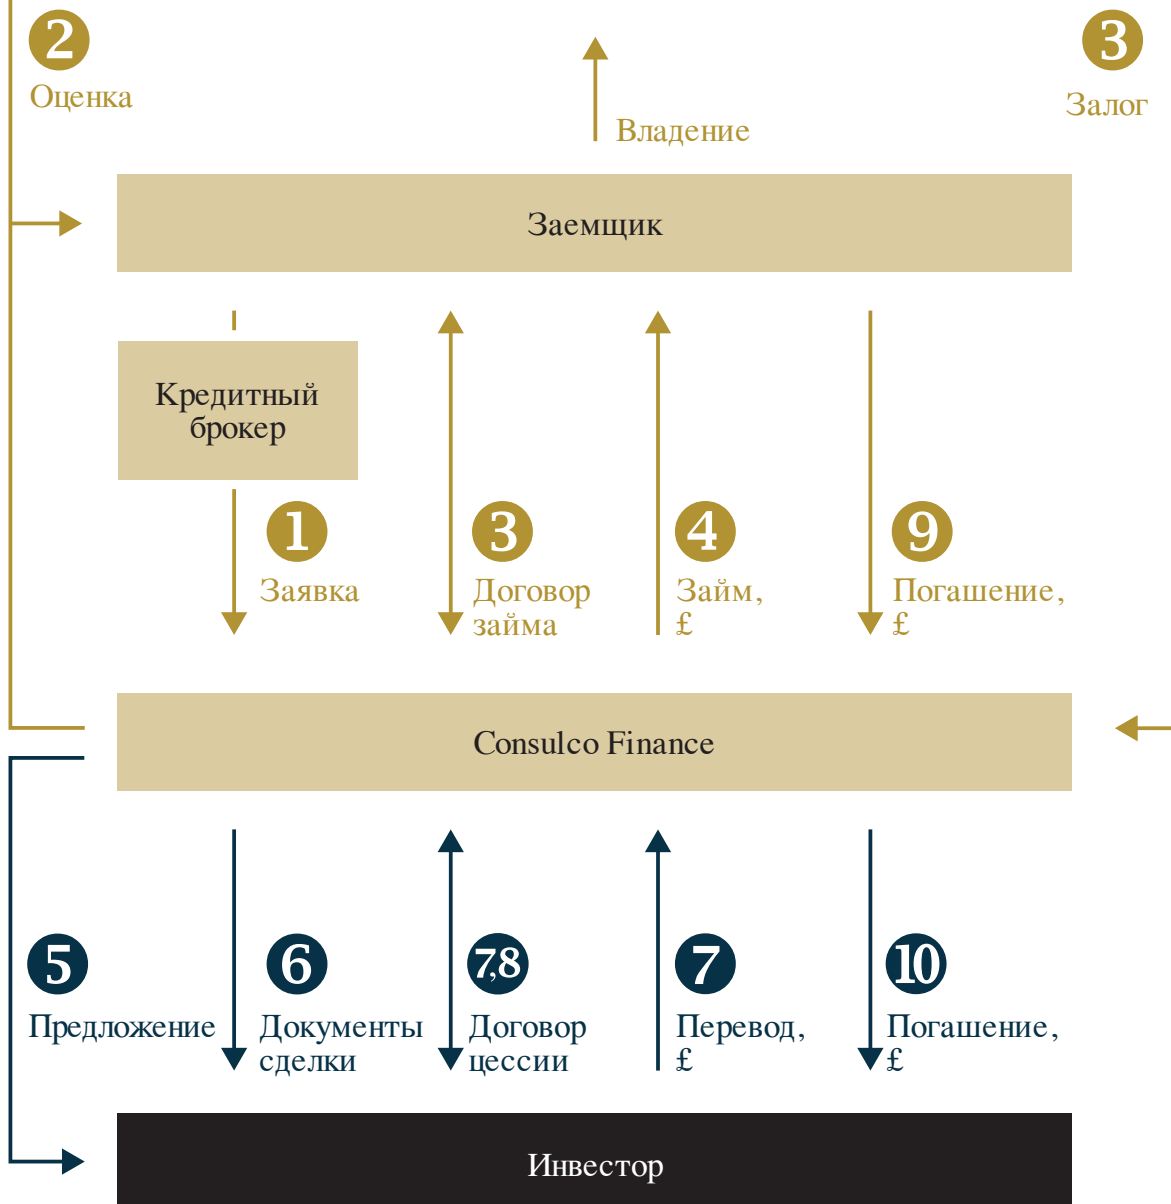 2
Оценка
3
Залог
Владение
Заемщик
Кредитный
брокер
1
Заявка
3
Договор
займа
4
Займ,
£
9
Погашение,
£
Consulco Finance
5
Предложение
6
Документы
сделки
7,8
Договор
цессии
7
Перевод,
£
10
Погашение,
£
Инвестор